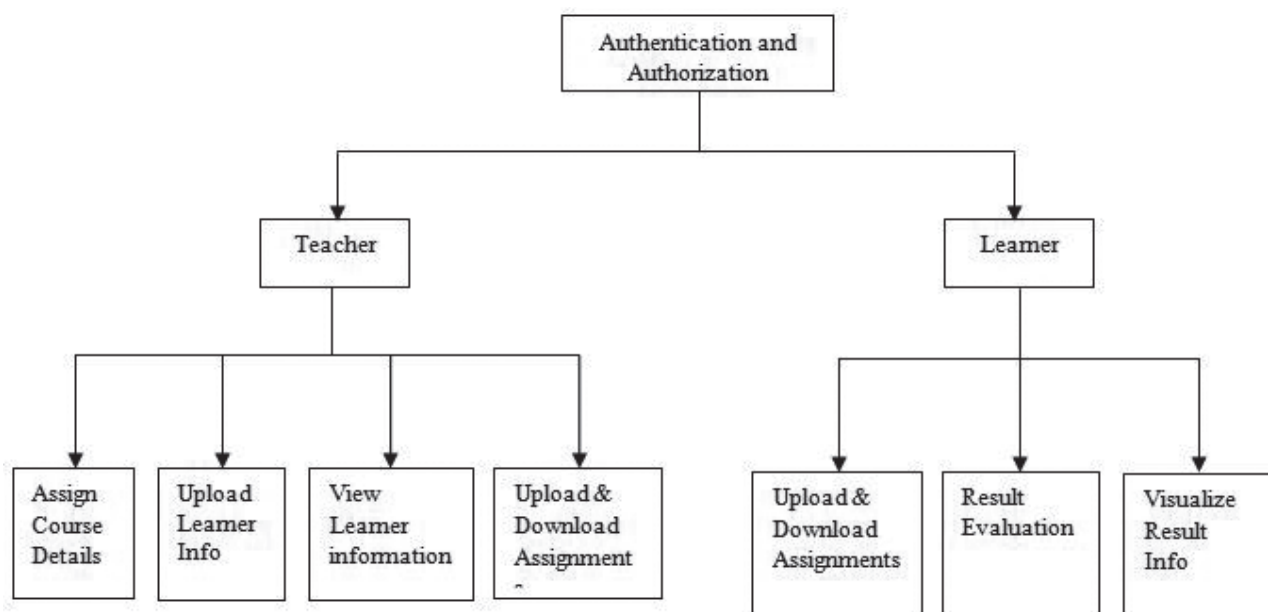 Authentication and
Authorization
Teacher
Learner
Assign
Course
Details
Upload
Learner
Info
View
Learner
information
Upload &
Download
Assignment
Upload &
Download
Assignments
Result
Evaluation
Visualize
Result
Info